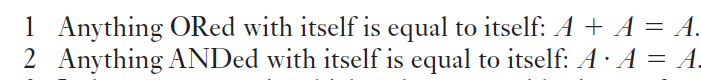 1 Anything ORed with itself is equal to itself: A + A = A.
2 Anything ANDed with itself is equal to itself: A · A = A.